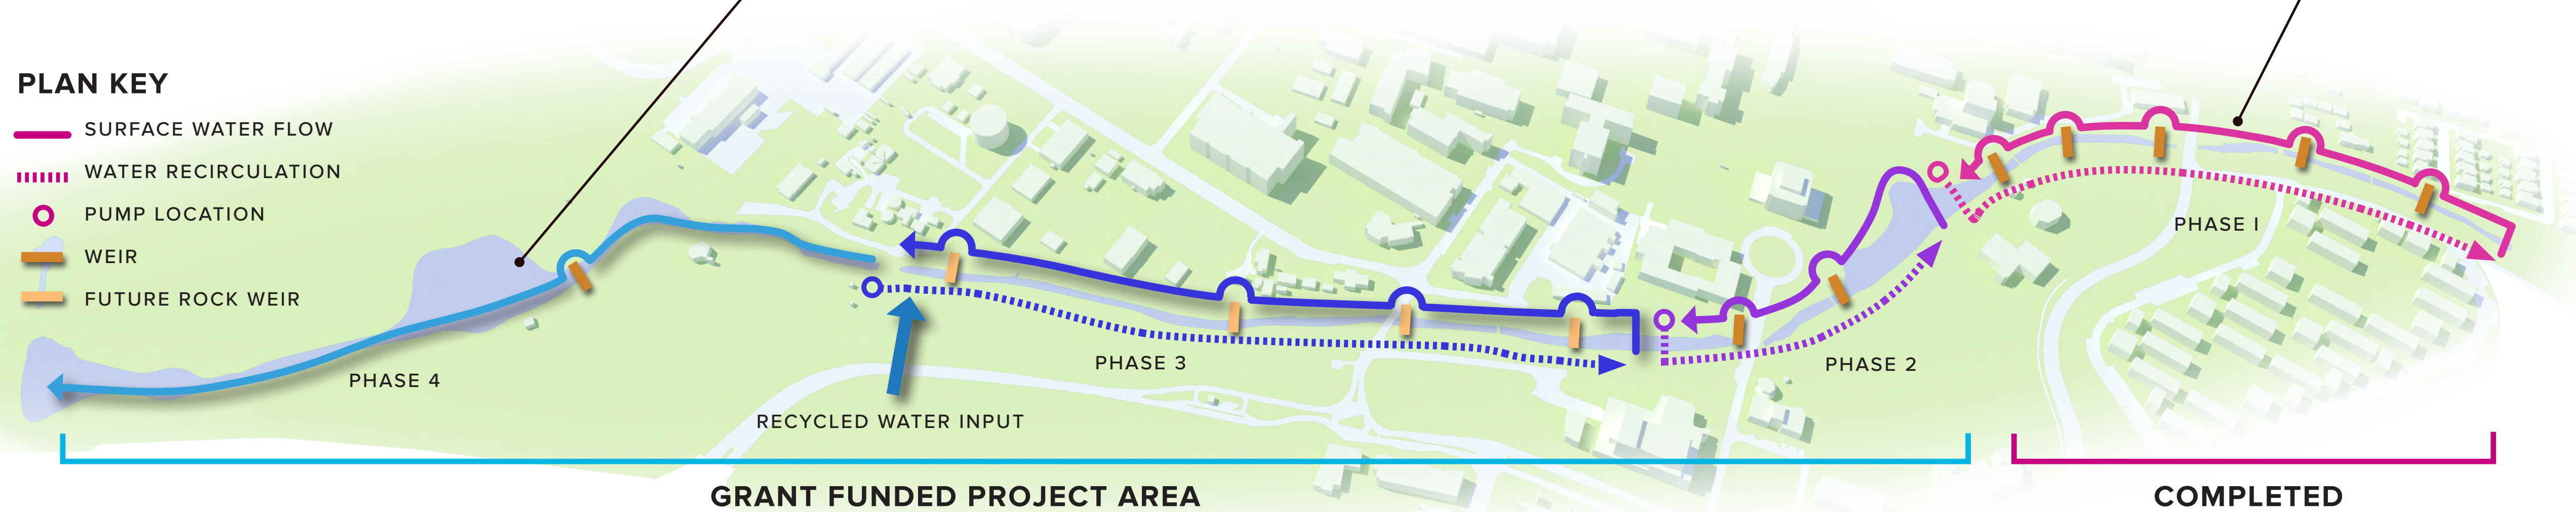 PLAN KEY
SURFACE WATER FLOW
WATER RECIRCULATION
PUMP LOCATION
WEIR
FUTURE ROCK WEIR
PHASE 4
RECYCLED WATER INPUT
PHASE 3
PHASE 2
PHASE I
GRANT FUNDED PROJECT AREA
COMPLETED